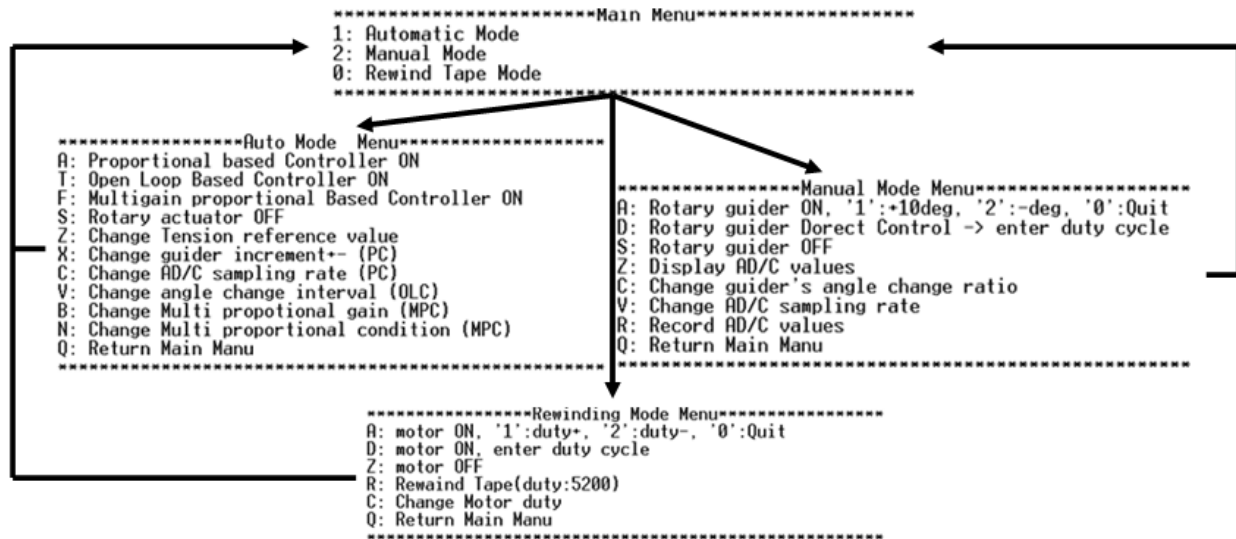 *************************Main Menu*********************
1: Automatic Mode
2: Manual Mode
0: Rewind Tape Mode
********************************************************
******************Auto Mode  Menu********************
A: Proportional based Controller ON
T: Open Loop Based Controller ON
F: Multigain proportional Based Controller ON
S: Rotary actuator OFF
Z: Change Tension reference value
X: Change guider increment+- (PC)
C: Change AD/C sampling rate (PC)
V: Change angle change interval (OLC)
B: Change Multi propotional gain (MPC)
N: Change Multi propotional condition (MPC)
Q: Return Main Manu
*****************************************************
******************Manual Mode Menu*********************
A: Rotary guider ON, '1':+10deg, '2':-deg, '0':Quit
D: Rotary guider Dorect Control -> enter duty cycle
S: Rotary guider OFF
Z: Display AD/C values
C: Change guider's angle change ratio
V: Change AD/C sampling rate
R: Record AD/C values
Q: Return Main Manu
*******************************************************
****************Rewinding Mode Menu****************
A: motor ON, '1':duty+, '2':duty-, '0':Quit
D: motor ON, enter duty cycle
Z: motor OFF
R: Rewaind Tape(duty:5200)
C: Change Motor duty
Q: Return Main Manu
**************************************************